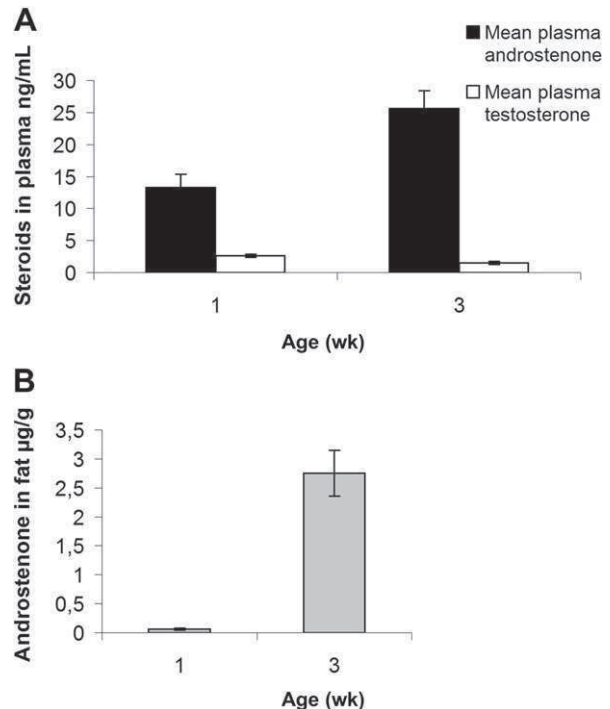 A
Mean plasma
androstenone
Mean plasma
testosterone
Steroids in plasma ng/mL
30
25
20
15
10
5
0
1
3
Age (wk)
B
Androstenone in fat µg/g
3,5
3
2,5
2
1,5
1
0,5
0
1
3
Age (wk)